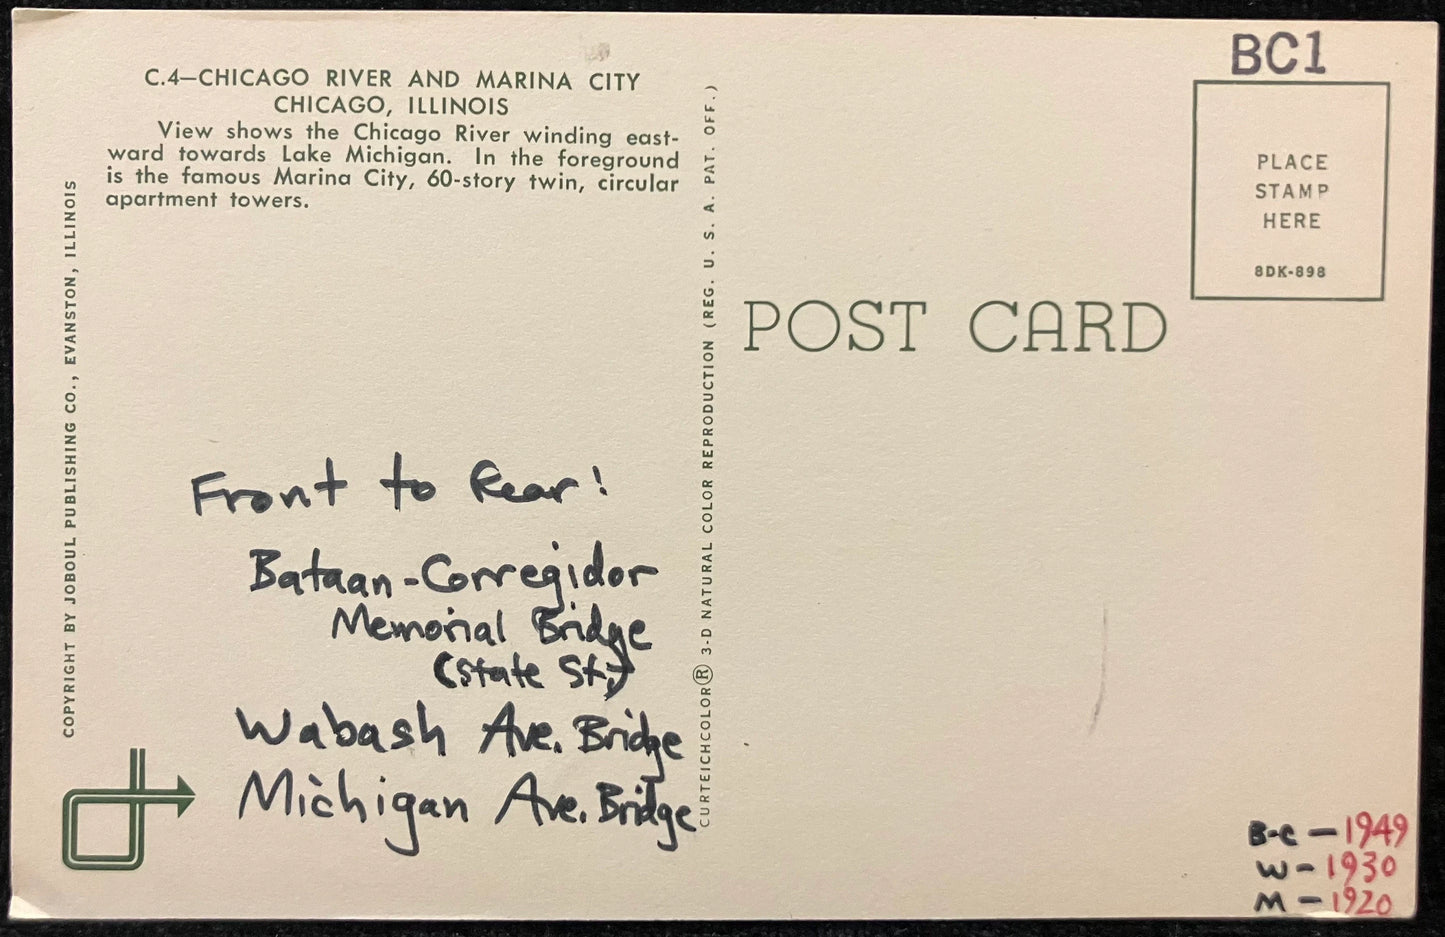 C.4—CHICAGO RIVER AND MARINA CITY
CHICAGO, ILLINOIS
View shows the Chicago River winding east-
ward towards Lake Michigan. In the foreground
is the famous Marina City, 60-story twin, circular
apartment towers.
COPYRIGHT BY JOBOUL PUBLISHING CO., EVANSTON, ILLINOIS
Front to Rear!
Bataan-Corregidor
Memorial Bridge
(State St.)
Wabash Ave. Bridge
Michigan Ave. Bridge
CURTEICHCOLOR® 3-D NATURAL COLOR REPRODUCTION (REG. U. S. A. PAT. OFF.)
BC1
PLACE
STAMP
HERE
8DK-898
POST CARD
B-C — 1949
W - 1930
M - 1920